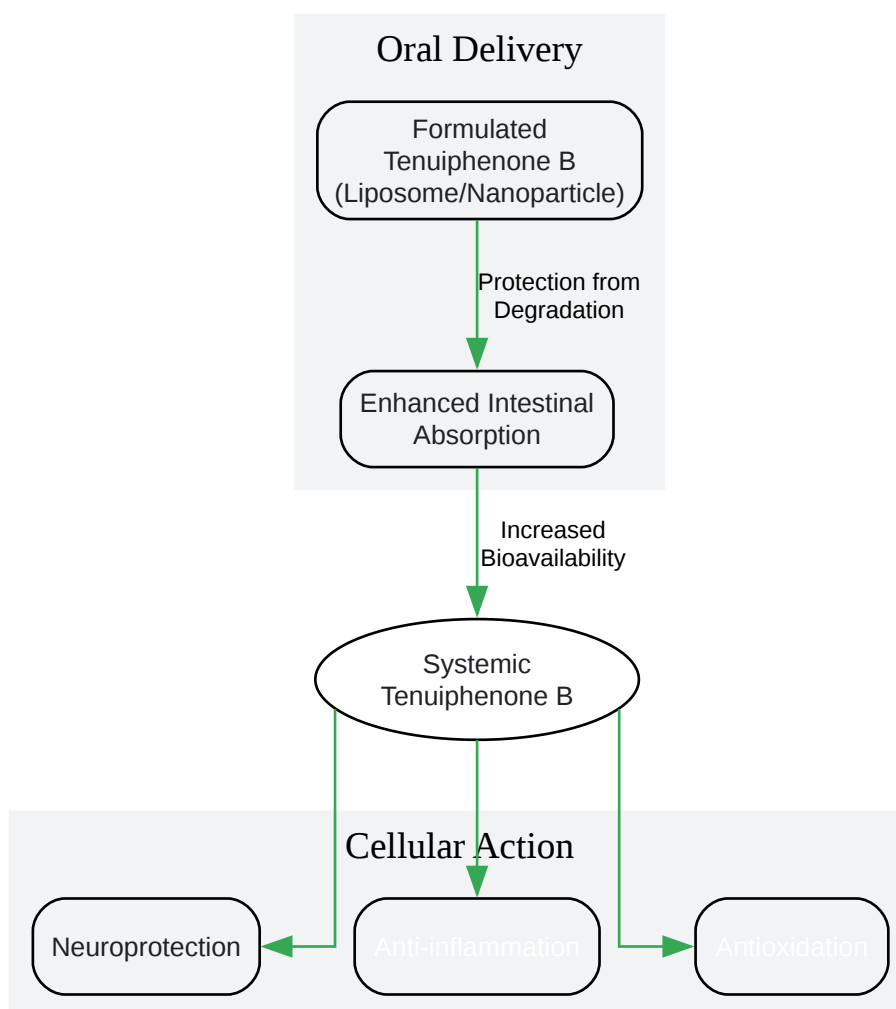 Oral Delivery
Formulated
Tenuiphenone B
(Liposome/Nanoparticle)
Protection from
Degradation
Enhanced Intestinal
Absorption
Increased
Bioavailability
Systemic
Tenuiphenone B
Cellular Action
Neuroprotection
Anti-inflammation
Antioxidation